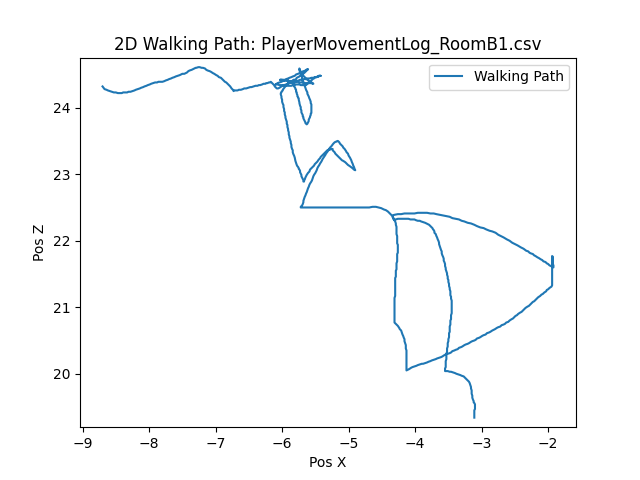 2D Walking Path: PlayerMovementLog_RoomB1.csv
Walking Path
Pos Z
24
23
22
21
20
−9 −8 −7 −6 −5 −4 −3 −2
Pos X